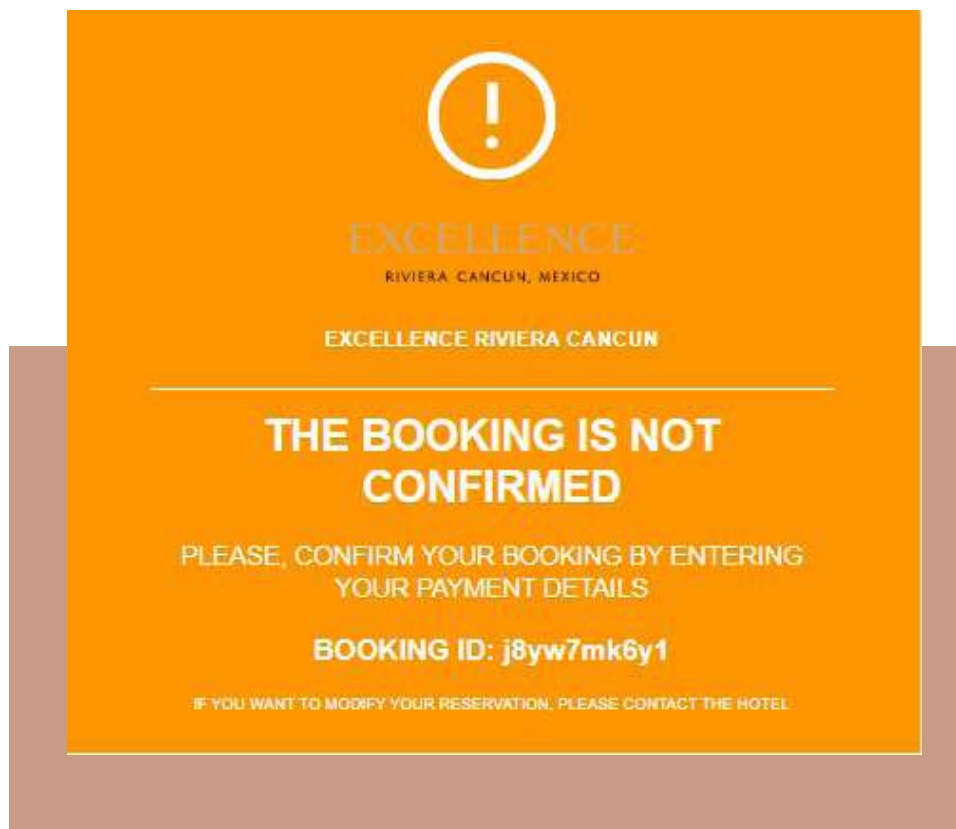 !
EXCELLENCE
RIVIERA CANCUN, MEXICO
EXCELLENCE RIVIERA CANCUN
THE BOOKING IS NOT
CONFIRMED
PLEASE, CONFIRM YOUR BOOKING BY ENTERING
YOUR PAYMENT DETAILS
BOOKING ID: j8yw7mk6y1
IF YOU WANT TO MODIFY YOUR RESERVATION, PLEASE CONTACT THE HOTEL